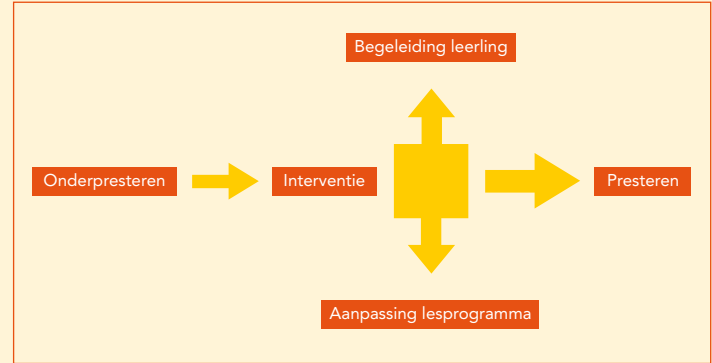 Begeleiding leerling
Onderpresteren
Interventie
Presteren
Aanpassing lesprogramma